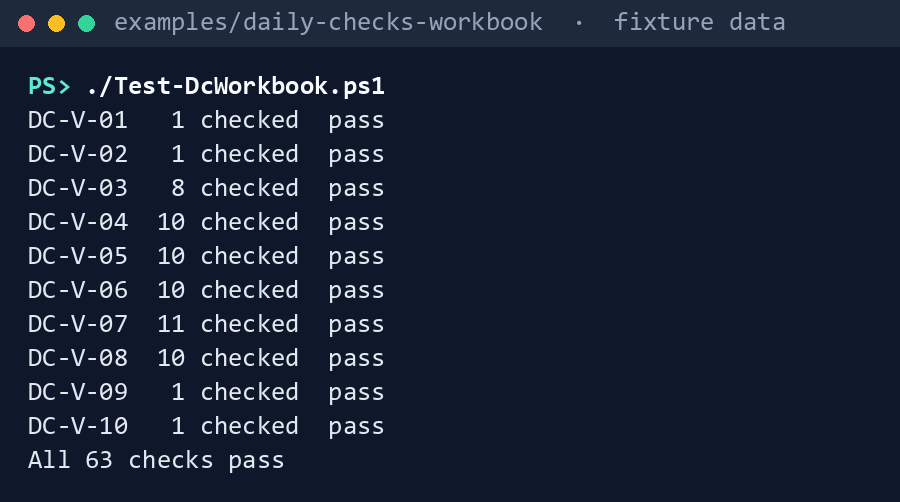 examples/daily-checks-workbook · fixture data
PS> ./Test-DcWorkbook.ps1
DC-V-01   1 checked  pass
DC-V-02   1 checked  pass
DC-V-03   8 checked  pass
DC-V-04  10 checked  pass
DC-V-05  10 checked  pass
DC-V-06  10 checked  pass
DC-V-07  11 checked  pass
DC-V-08  10 checked  pass
DC-V-09   1 checked  pass
DC-V-10   1 checked  pass
All 63 checks pass